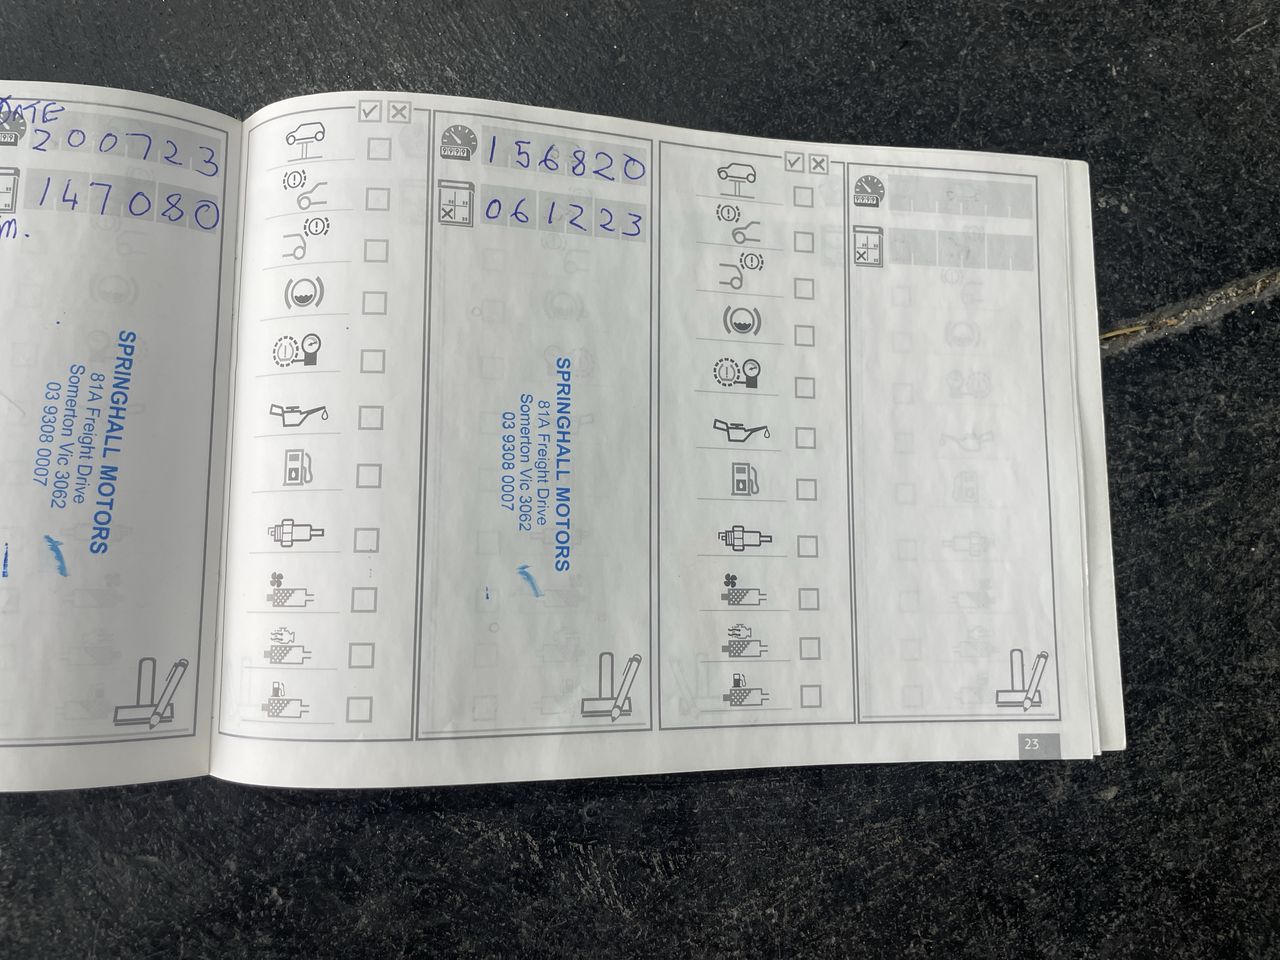 DATE
200723
147080
m.
SPRINGHALL MOTORS
81A Freight Drive
Somerton Vic 3062
03 9308 0007
156820
061223
SPRINGHALL MOTORS
81A Freight Drive
Somerton Vic 3062
03 9308 0007
23